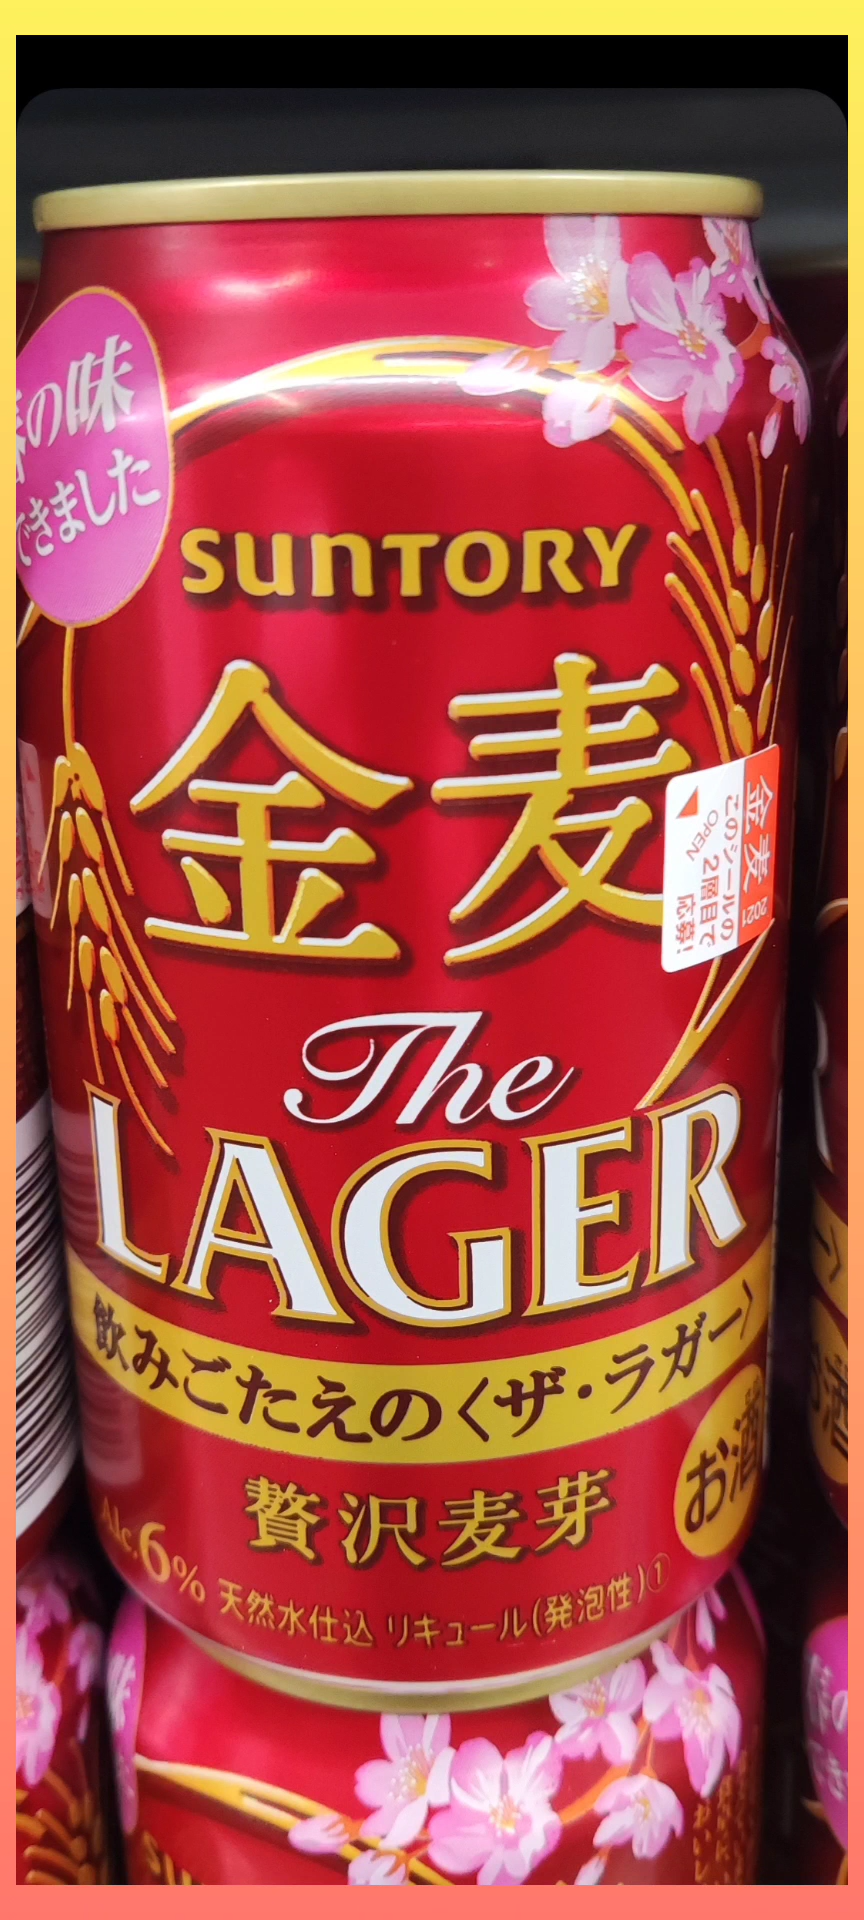 の味
できました
SUNTORY
金麦
The
LAGER
飲みごたえの〈ザ・ラガー〉
贅沢麦芽
お酒
Alc.6%
天然水仕込 リキュール(発泡性)①
金麦 2021
このシールの
2層目で
応募!
OPEN